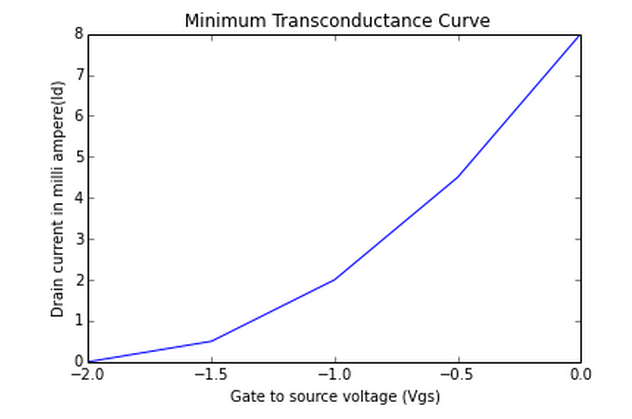 Minimum Transconductance Curve
8
7
6
5
4
3
2
1
0
Drain current in milli ampere(Id)
−2.0 −1.5 −1.0 −0.5 0.0
Gate to source voltage (Vgs)